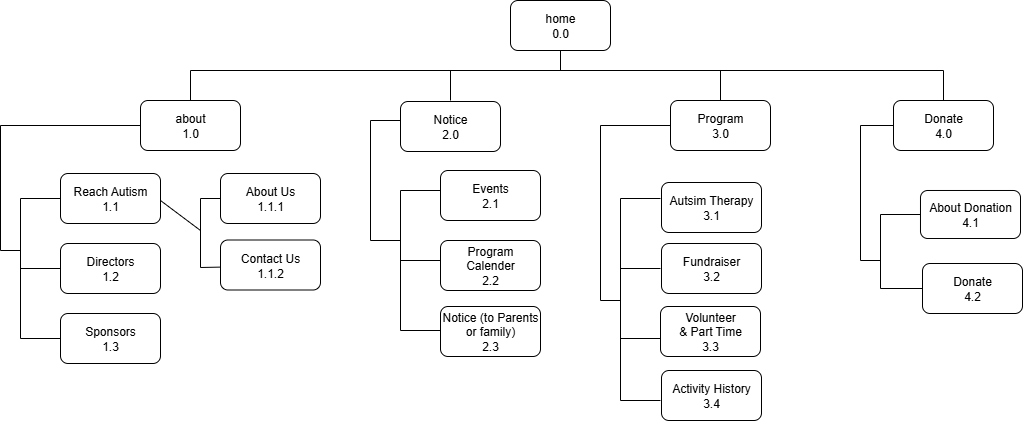 home
0.0
about
1.0
Notice
2.0
Program
3.0
Donate
4.0
Reach Autism
1.1
About Us
1.1.1
Contact Us
1.1.2
Directors
1.2
Sponsors
1.3
Events
2.1
Program
Calender
2.2
Notice (to Parents
or family)
2.3
Autsim Therapy
3.1
Fundraiser
3.2
Volunteer
& Part Time
3.3
Activity History
3.4
About Donation
4.1
Donate
4.2